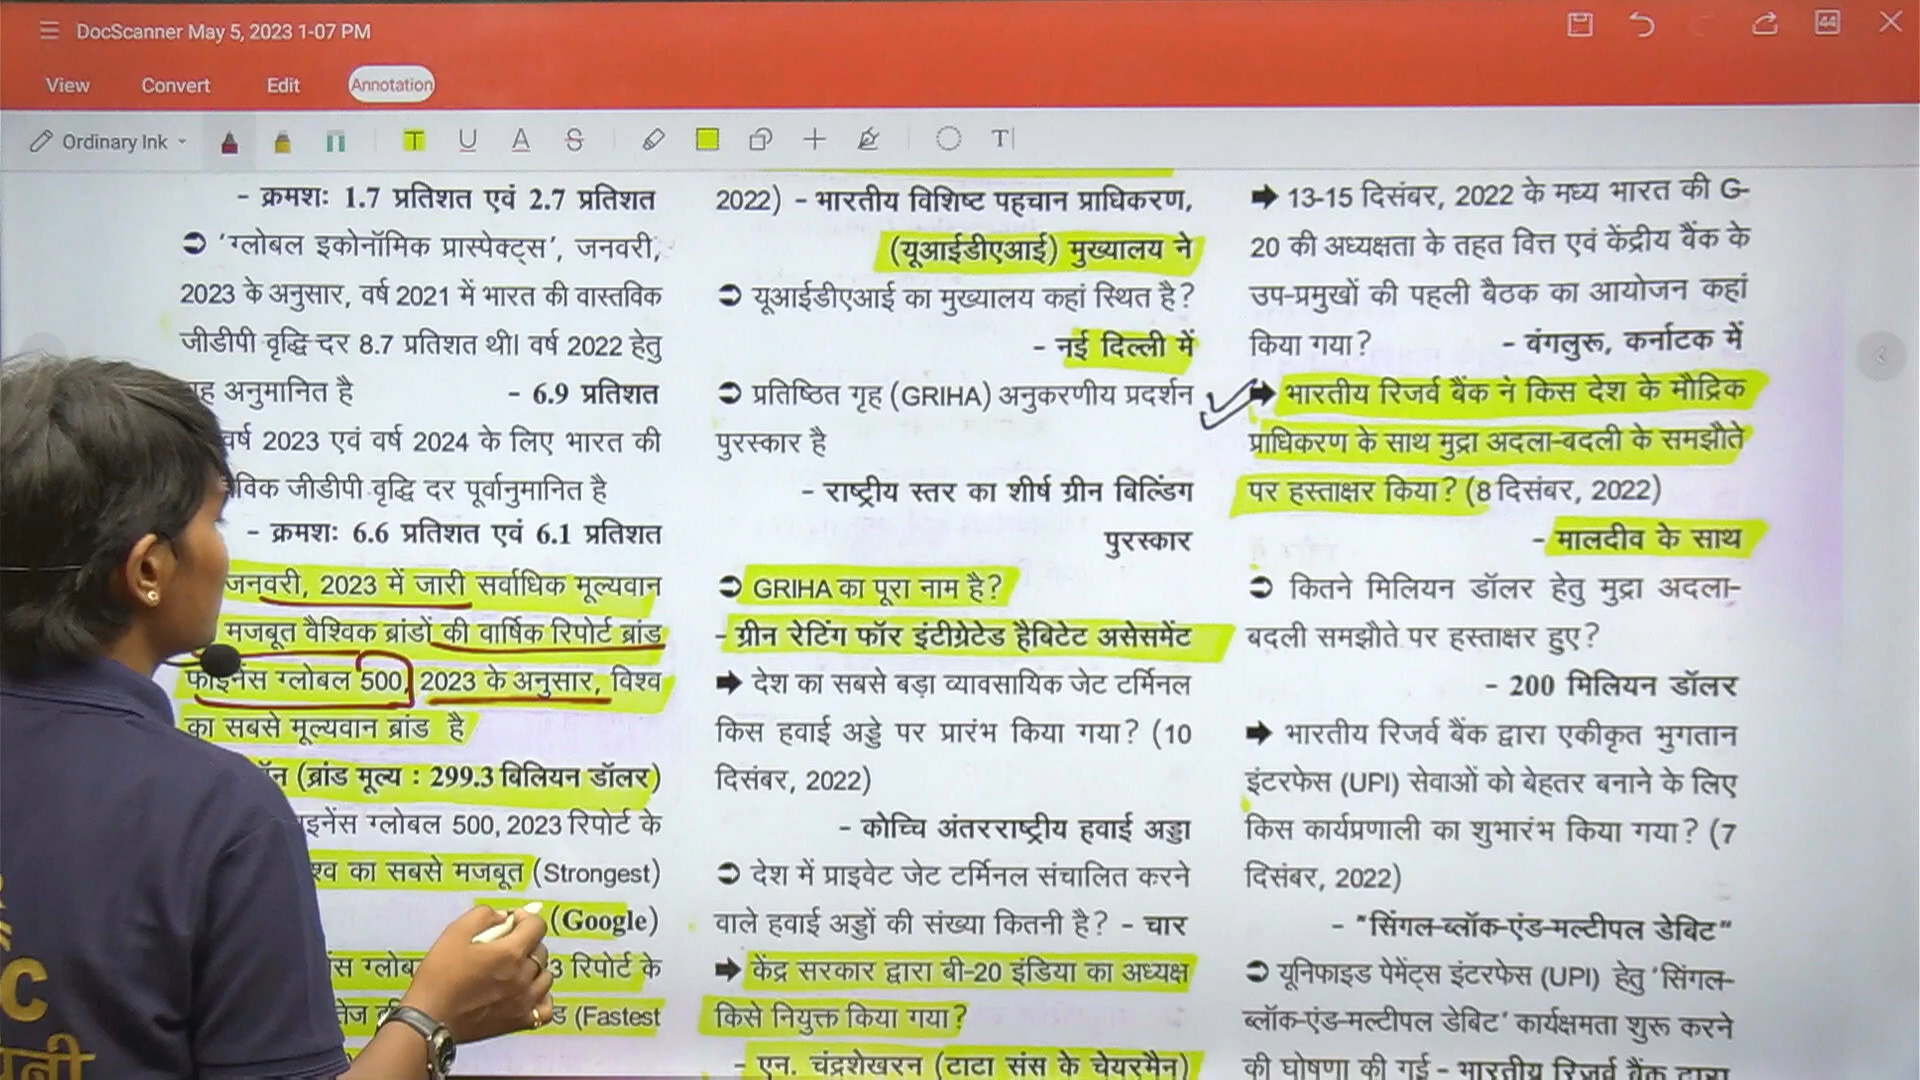 DocScanner May 5, 2023 1-07 PM
44
View Convert Edit Annotation
Ordinary Ink
T U A S T
- क्रमशः 1.7 प्रतिशत एवं 2.7 प्रतिशत
'ग्लोबल इकोनॉमिक प्रास्पेक्ट्स', जनवरी,
2023 के अनुसार, वर्ष 2021 में भारत की वास्तविक
जीडीपी वृद्धि दर 8.7 प्रतिशत थी। वर्ष 2022 हेतु
ह अनुमानित है - 6.9 प्रतिशत
वर्ष 2023 एवं वर्ष 2024 के लिए भारत की
विक जीडीपी वृद्धि दर पूर्वानुमानित है
- क्रमशः 6.6 प्रतिशत एवं 6.1 प्रतिशत
जनवरी, 2023 में जारी सर्वाधिक मूल्यवान
मजबूत वैश्विक ब्रांडों की वार्षिक रिपोर्ट ब्रांड
फाइनेंस ग्लोबल 500, 2023 के अनुसार, विश्व
का सबसे मूल्यवान ब्रांड है
(ब्रांड मूल्य : 299.3 बिलियन डॉलर)
इनेंस ग्लोबल 500, 2023 रिपोर्ट के
श्व का सबसे मजबूत (Strongest)
(Google)
स ग्लोब 3 रिपोर्ट के
तेज ड (Fastest
2022) - भारतीय विशिष्ट पहचान प्राधिकरण,
(यूआईडीएआई) मुख्यालय ने
यूआईडीएआई का मुख्यालय कहां स्थित है?
- नई दिल्ली में
प्रतिष्ठित गृह (GRIHA) अनुकरणीय प्रदर्शन
पुरस्कार है
- राष्ट्रीय स्तर का शीर्ष ग्रीन बिल्डिंग
पुरस्कार
GRIHA का पूरा नाम है?
- ग्रीन रेटिंग फॉर इंटीग्रेटेड हैबिटेट असेसमेंट
देश का सबसे बड़ा व्यावसायिक जेट टर्मिनल
किस हवाई अड्डे पर प्रारंभ किया गया? (10
दिसंबर, 2022)
- कोच्चि अंतरराष्ट्रीय हवाई अड्डा
देश में प्राइवेट जेट टर्मिनल संचालित करने
वाले हवाई अड्डों की संख्या कितनी है? - चार
केंद्र सरकार द्वारा बी-20 इंडिया का अध्यक्ष
किसे नियुक्त किया गया?
- एन. चंद्रशेखरन (टाटा संस के चेयरमैन)
13-15 दिसंबर, 2022 के मध्य भारत की G-
20 की अध्यक्षता के तहत वित्त एवं केंद्रीय बैंक के
उप-प्रमुखों की पहली बैठक का आयोजन कहां
किया गया? - बंगलुरू, कर्नाटक में
भारतीय रिजर्व बैंक ने किस देश के मौद्रिक
प्राधिकरण के साथ मुद्रा अदला-बदली के समझौते
पर हस्ताक्षर किया? (8 दिसंबर, 2022)
- मालदीव के साथ
कितने मिलियन डॉलर हेतु मुद्रा अदला-
बदली समझौते पर हस्ताक्षर हुए?
- 200 मिलियन डॉलर
भारतीय रिजर्व बैंक द्वारा एकीकृत भुगतान
इंटरफेस (UPI) सेवाओं को बेहतर बनाने के लिए
किस कार्यप्रणाली का शुभारंभ किया गया? (7
दिसंबर, 2022)
- "सिंगल-ब्लॉक-एंड-मल्टीपल डेबिट"
यूनिफाइड पेमेंट्स इंटरफेस (UPI) हेतु 'सिंगल-
ब्लॉक-एंड-मल्टीपल डेबिट' कार्यक्षमता शुरू करने
की घोषणा की गई - भारतीय रिजर्व बैंक द्वारा